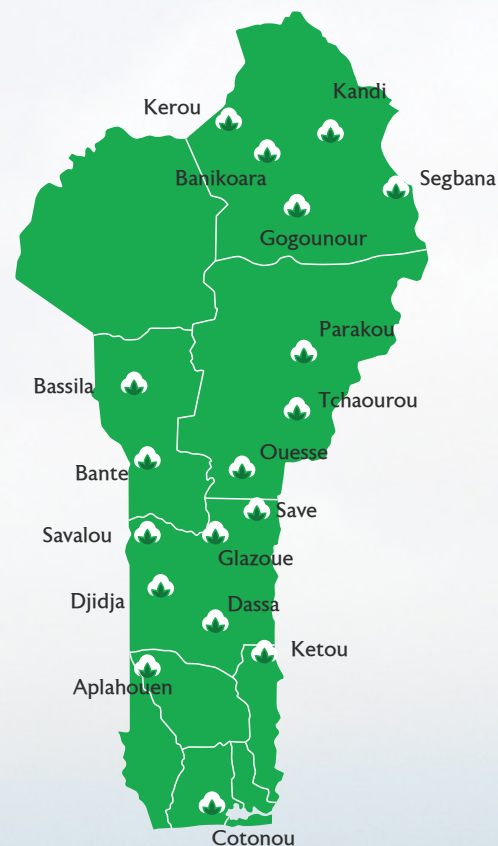 Kandi
Kerou
Banikoara
Segbana
Gogounour
Parakou
Bassila
Tchaourou
Ouesse
Bante
Save
Savalou
Glazoue
Djidja
Dassa
Ketou
Aplahouen
Cotonou